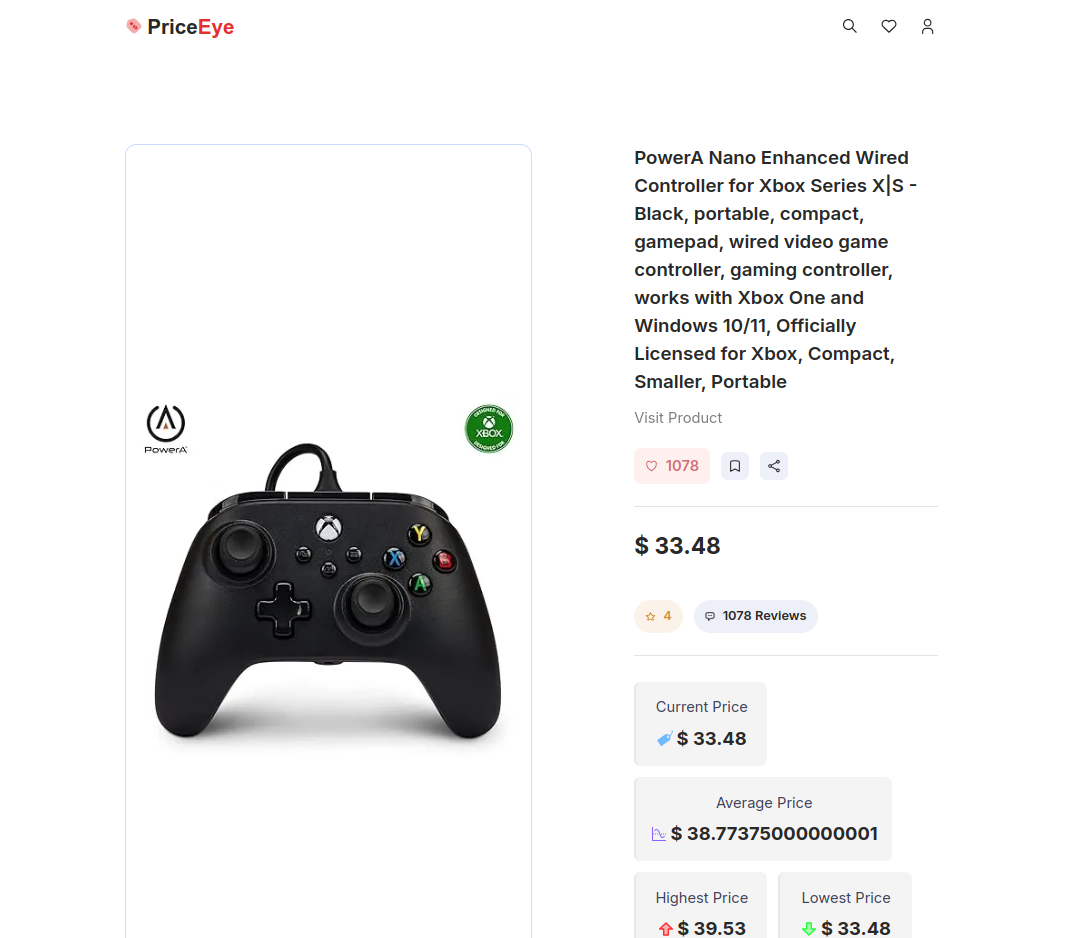 PriceEye
PowerA Nano Enhanced Wired
Controller for Xbox Series X|S -
Black, portable, compact,
gamepad, wired video game
controller, gaming controller,
works with Xbox One and
Windows 10/11, Officially
Licensed for Xbox, Compact,
Smaller, Portable
Visit Product
1078
$ 33.48
4
1078 Reviews
Current Price
$ 33.48
Average Price
$ 38.77375000000001
Highest Price
Lowest Price
$ 39.53
$ 33.48
PowerA
DESIGNED FOR
XBOX
DESIGNED FOR
Y
X
B
A